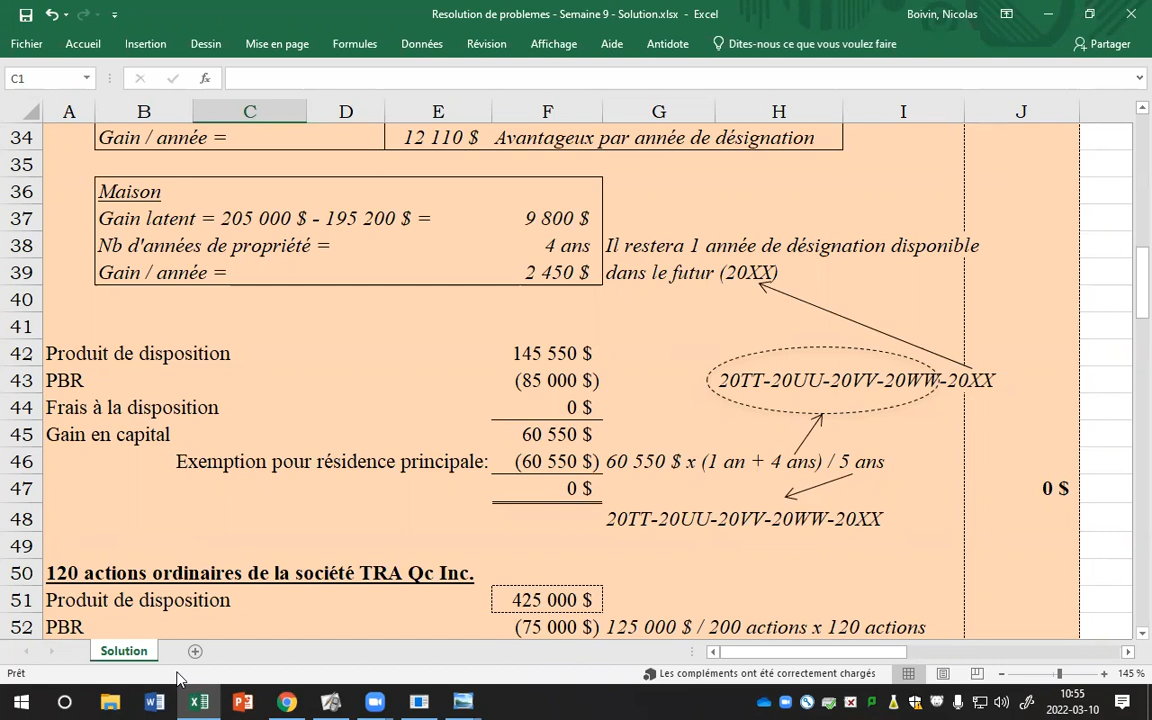 Resolution de problemes - Semaine 9 - Solution.xlsx - Excel
Boivin, Nicolas
Fichier Accueil Insertion Dessin Mise en page Formules Données Révision Affichage Aide Antidote Dites-nous ce que vous voulez faire Partager
C1 fx
A B C D E F G H I J
34 Gain / année = 12 110 $ Avantageux par année de désignation
35
36 Maison
37 Gain latent = 205 000 $ - 195 200 $ = 9 800 $
38 Nb d'années de propriété = 4 ans Il restera 1 année de désignation disponible
39 Gain / année = 2 450 $ dans le futur (20XX)
40
41
42 Produit de disposition 145 550 $
43 PBR (85 000 $) 20TT-20UU-20VV-20WW-20XX
44 Frais à la disposition 0 $
45 Gain en capital 60 550 $
46 Exemption pour résidence principale: (60 550 $) 60 550 $ x (1 an + 4 ans) / 5 ans
47 0 $ 0 $
48 20TT-20UU-20VV-20WW-20XX
49
50 120 actions ordinaires de la société TRA Qc Inc.
51 Produit de disposition 425 000 $
52 PBR (75 000 $) 125 000 $ / 200 actions x 120 actions
Solution
Prêt Les compléments ont été correctement chargés 145 %
10:55
2022-03-10